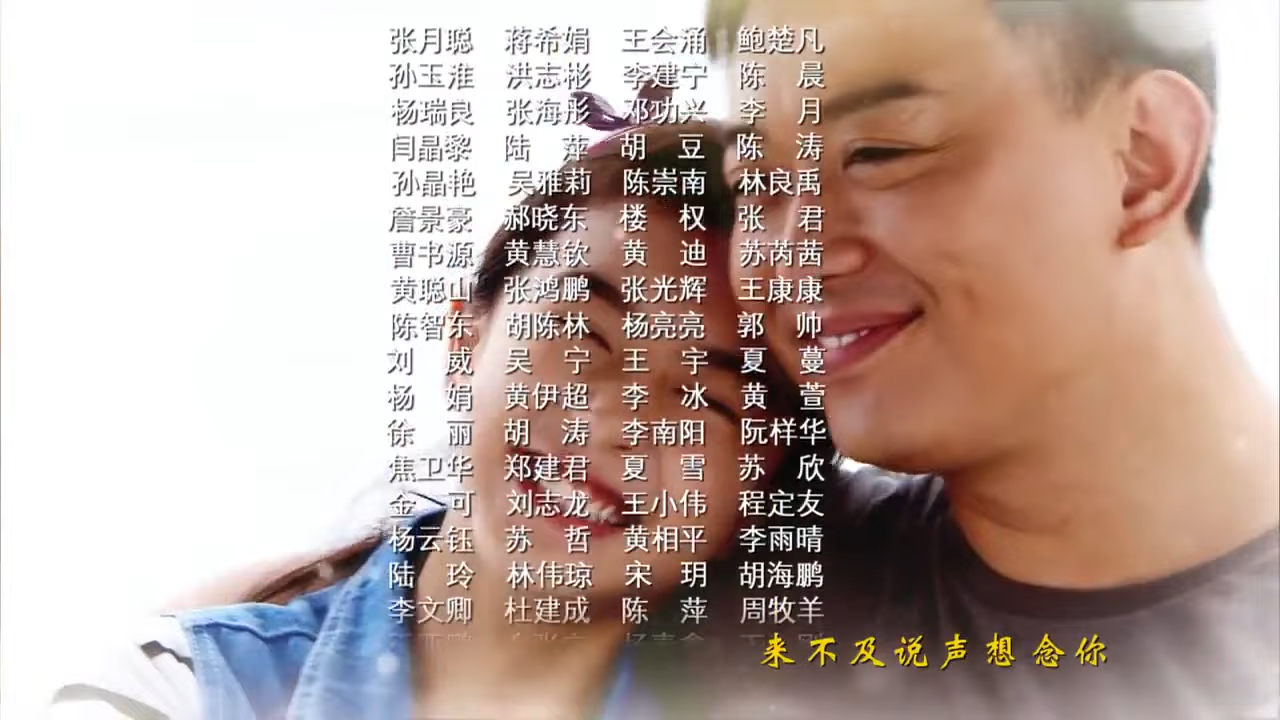 张月聪 蒋希娟 王会涌 鲍楚凡
孙玉淮 洪志彬 李建宁 陈 晨
杨瑞良 张海彤 邓功兴 李 月
闫晶黎 陆 萍 胡 豆 陈 涛
孙晶艳 吴雅莉 陈崇南 林良禹
詹景豪 郝晓东 楼 权 张 君
曹书源 黄慧钦 黄 迪 苏芮茜
黄聪山 张鸿鹏 张光辉 王康康
陈智东 胡陈林 杨亮亮 郭 帅
刘 威 吴 宁 王 宇 夏 蔓
杨 娟 黄伊超 李 冰 黄 萱
徐 丽 胡 涛 李南阳 阮样华
焦卫华 郑建君 夏 雪 苏 欣
金 可 刘志龙 王小伟 程定友
杨云钰 苏 哲 黄相平 李雨晴
陆 玲 林伟琼 宋 玥 胡海鹏
李文卿 杜建成 陈 萍 周牧羊
来不及说声想念你